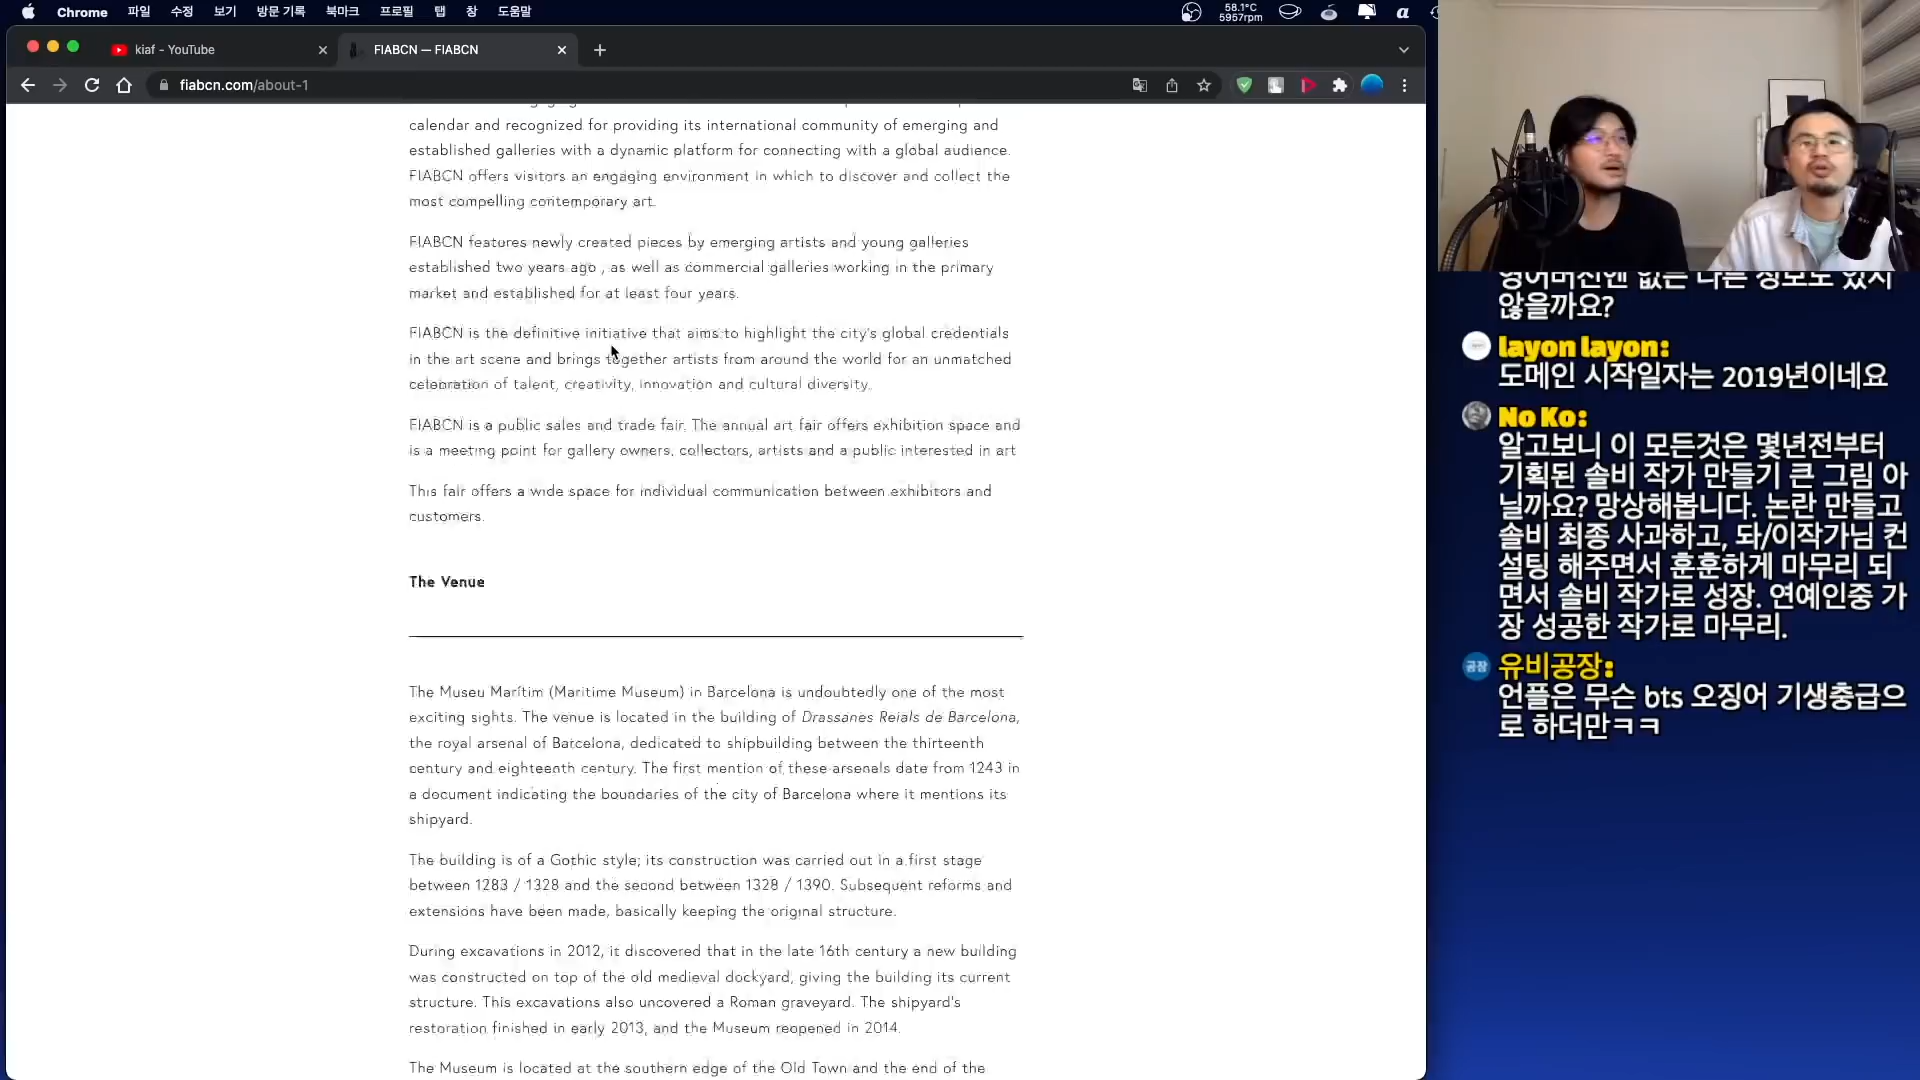 Chrome 파일 수정 보기 방문 기록 북마크 프로필 탭 창 도움말
58.1°C
5957rpm
kiaf - YouTube
FIABCN — FIABCN
fiabcn.com/about-1
calendar and recognized for providing its international community of emerging and
established galleries with a dynamic platform for connecting with a global audience.
FIABCN offers visitors an engaging environment in which to discover and collect the
most compelling contemporary art.
FIABCN features newly created pieces by emerging artists and young galleries
established two years ago , as well as commercial galleries working in the primary
market and established for at least four years.
FIABCN is the definitive initiative that aims to highlight the city's global credentials
in the art scene and brings together artists from around the world for an unmatched
celebration of talent, creativity, innovation and cultural diversity.
FIABCN is a public sales and trade fair. The annual art fair offers exhibition space and
is a meeting point for gallery owners, collectors, artists and a public interested in art
This fair offers a wide space for individual communication between exhibitors and
customers.
The Venue
The Museu Marítim (Maritime Museum) in Barcelona is undoubtedly one of the most
exciting sights. The venue is located in the building of Drassanes Reials de Barcelona,
the royal arsenal of Barcelona, dedicated to shipbuilding between the thirteenth
century and eighteenth century. The first mention of these arsenals date from 1243 in
a document indicating the boundaries of the city of Barcelona where it mentions its
shipyard.
The building is of a Gothic style; its construction was carried out in a first stage
between 1283 / 1328 and the second between 1328 / 1390. Subsequent reforms and
extensions have been made, basically keeping the original structure.
During excavations in 2012, it discovered that in the late 16th century a new building
was constructed on top of the old medieval dockyard, giving the building its current
structure. This excavations also uncovered a Roman graveyard. The shipyard's
restoration finished in early 2013, and the Museum reopened in 2014.
The Museum is located at the southern edge of the Old Town and the end of the
영어버전엔 없는 다른 정보도 있지
않을까요?
layon layon:
도메인 시작일자는 2019년이네요
No Ko:
알고보니 이 모든것은 몇년전부터
기획된 솔비 작가 만들기 큰 그림 아
닐까요? 망상해봅니다. 논란 만들고
솔비 최종 사과하고, 돠/이작가님 컨
설팅 해주면서 훈훈하게 마무리 되
면서 솔비 작가로 성장. 연예인중 가
장 성공한 작가로 마무리.
공장
유비공장:
언플은 무슨 bts 오징어 기생충급으
로 하더만ㅋㅋ